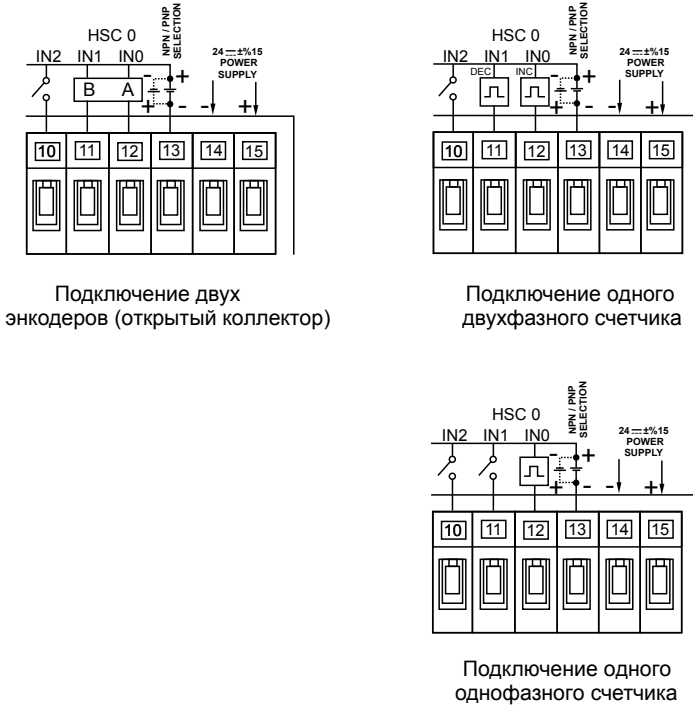 HSC 0
NPN / PNP
SELECTION
IN2 IN1 IN0
24 ⎓ ±%15
POWER
SUPPLY
B A
- +
+ - - +
10 11 12 13 14 15
Подключение двух
энкодеров (открытый коллектор)
HSC 0
NPN / PNP
SELECTION
IN2 IN1 IN0
24 ⎓ ±%15
POWER
SUPPLY
DEC INC
- +
+ - - +
10 11 12 13 14 15
Подключение одного
двухфазного счетчика
HSC 0
NPN / PNP
SELECTION
IN2 IN1 IN0
24 ⎓ ±%15
POWER
SUPPLY
- +
+ - - +
10 11 12 13 14 15
Подключение одного
однофазного счетчика